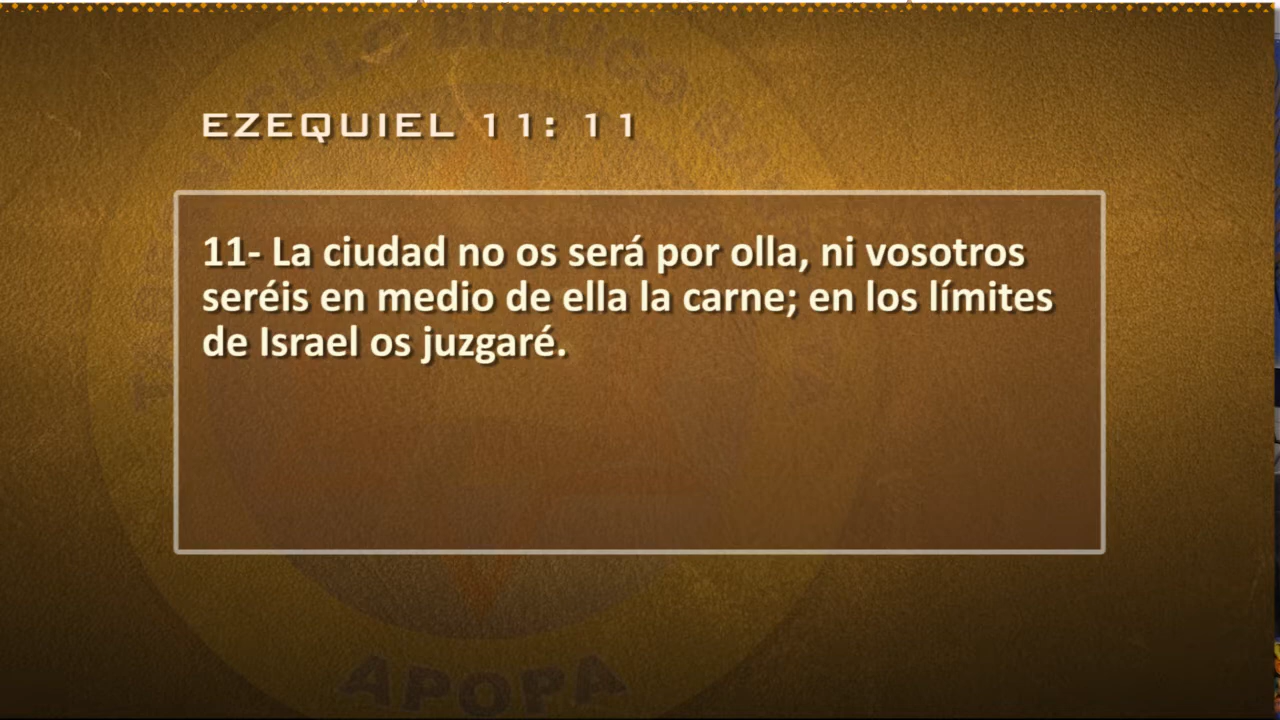 EZEQUIEL 11: 11
11- La ciudad no os será por olla, ni vosotros
seréis en medio de ella la carne; en los límites
de Israel os juzgaré.
APOPA